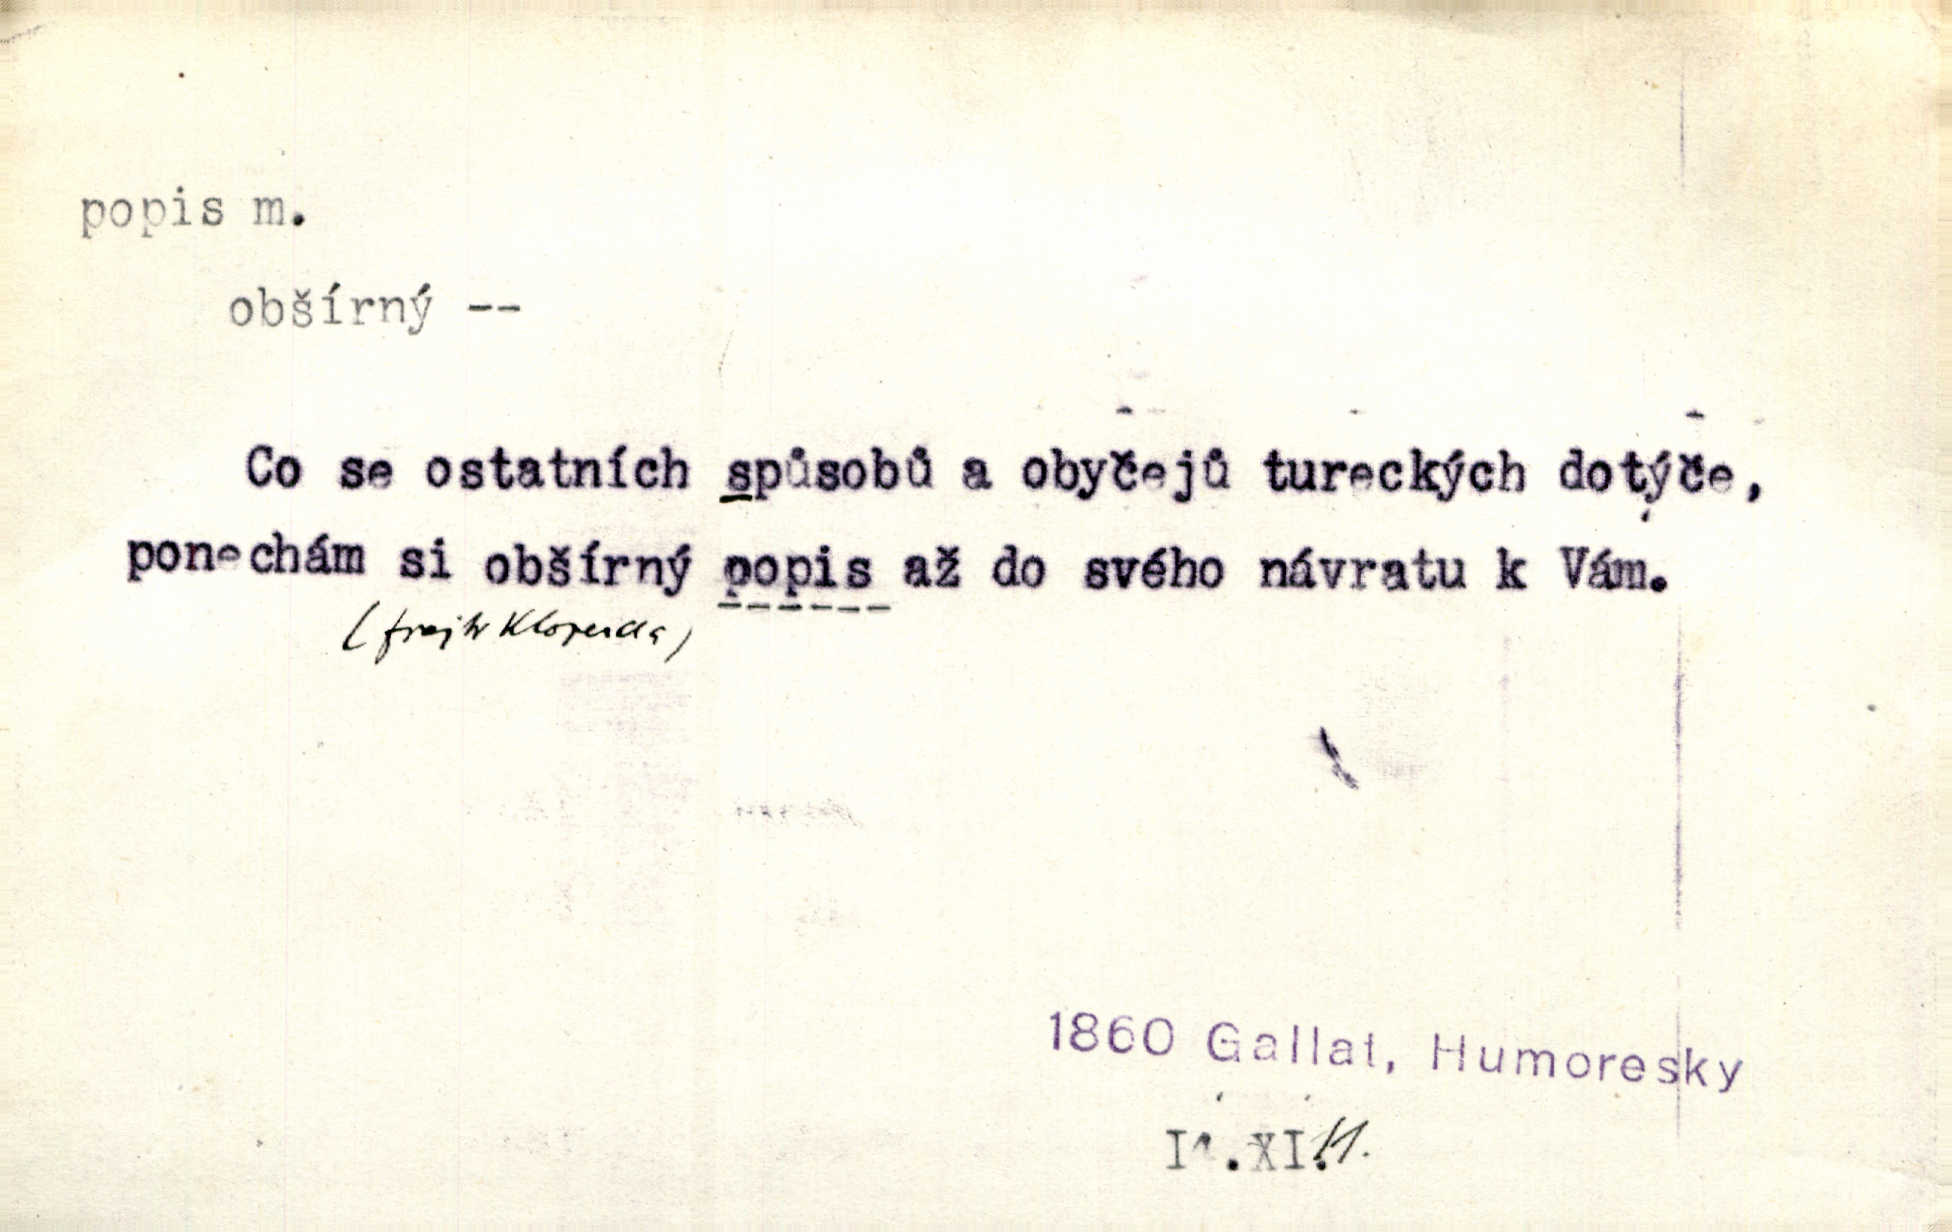 popis m.
obšírný --
Co se ostatních spůsobů a obyčejů tureckých dotýče,
ponechám si obšírný popis až do svého návratu k Vám.
1860 Gallat, Humoresky